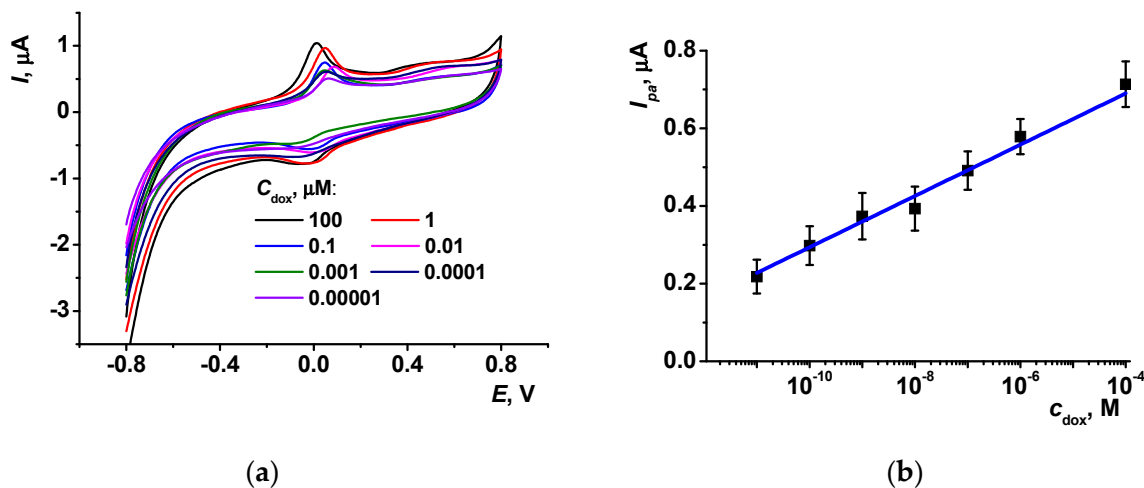 I, μA
1
0
-1
-2
-3
C_dox, μM:
100 1
0.1 0.01
0.001 0.0001
0.00001
-0.8 -0.4 0.0 0.4 0.8
E, V
(a)
I_pa, μA
0.8
0.6
0.4
0.2
0.0
10^-10 10^-8 10^-6 10^-4
c_dox, M
(b)